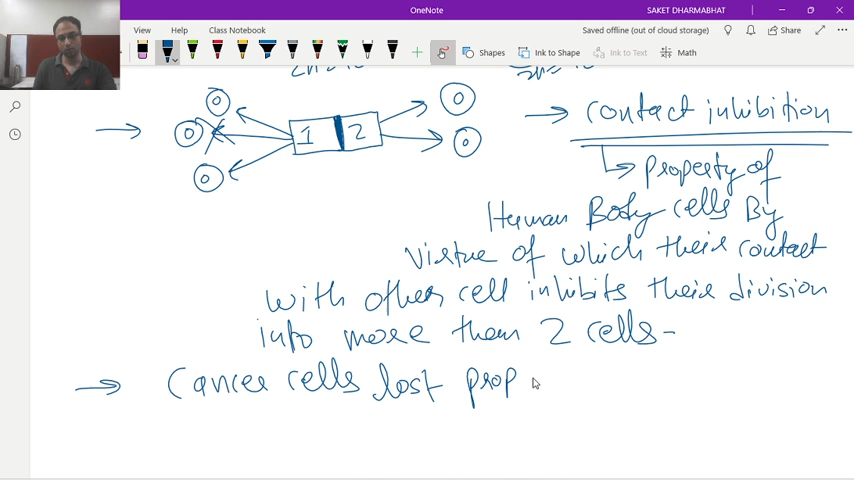 OneNote
SAKET DHARMABHAT
View Help Class Notebook
Saved offline (out of cloud storage)
Share
Shapes Ink to Shape Ink to Text Math
1 2
contact inhibition
property of
Human Body cells By
virtue of which their contact
with other cell inhibits their division
into more then 2 cells-
Cancer cells lost prop